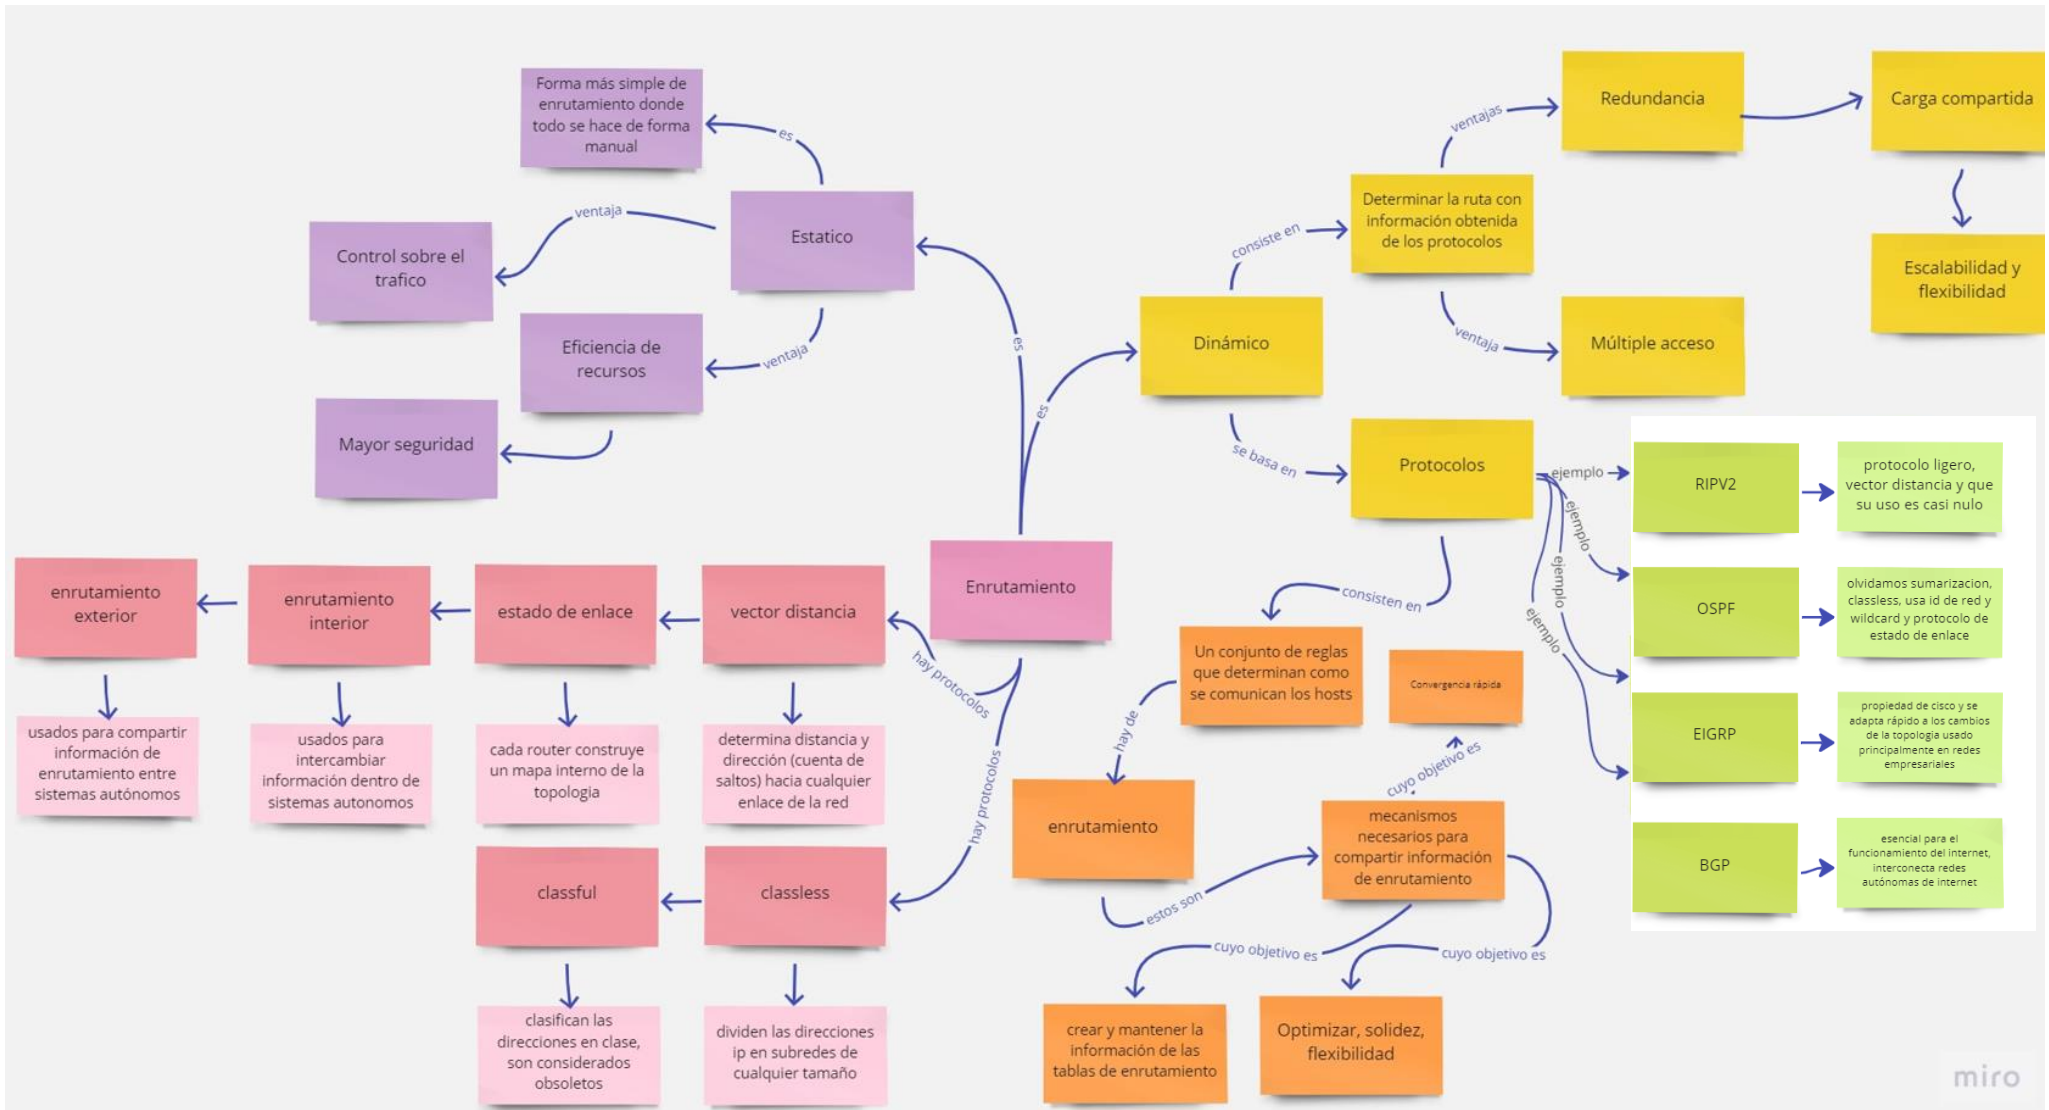 Forma más simple de
enrutamiento donde
todo se hace de forma
manual
es
ventaja
Estatico
Control sobre el
trafico
Eficiencia de
recursos
ventaja
Mayor seguridad
es
es
Enrutamiento
Dinámico
consiste en
Determinar la ruta con
información obtenida
de los protocolos
ventajas
Redundancia
Carga compartida
Escalabilidad y
flexibilidad
ventaja
Múltiple acceso
se basa en
Protocolos
ejemplo
ejemplo
ejemplo
ejemplo
RIPV2
protocolo ligero,
vector distancia y que
su uso es casi nulo
OSPF
olvidamos sumarizacion,
classless, usa id de red y
wildcard y protocolo de
estado de enlace
EIGRP
propiedad de cisco y se
adapta rápido a los cambios
de la topología usado
principalmente en redes
empresariales
BGP
esencial para el
funcionamiento del internet,
interconecta redes
autónomas de internet
consisten en
Un conjunto de reglas
que determinan como
se comunican los hosts
hay de
enrutamiento
estos son
mecanismos
necesarios para
compartir información
de enrutamiento
cuyo objetivo es
Convergencia rápida
cuyo objetivo es
crear y mantener la
información de las
tablas de enrutamiento
cuyo objetivo es
Optimizar, solidez,
flexibilidad
hay protocolos
vector distancia
estado de enlace
enrutamiento
interior
enrutamiento
exterior
determina distancia y
dirección (cuenta de
saltos) hacia cualquier
enlace de la red
cada router construye
un mapa interno de la
topologia
usados para
intercambiar
información dentro de
sistemas autonomos
usados para compartir
información de
enrutamiento entre
sistemas autónomos
hay protocolos
classless
classful
dividen las direcciones
ip en subredes de
cualquier tamaño
clasifican las
direcciones en clase,
son considerados
obsoletos
miro